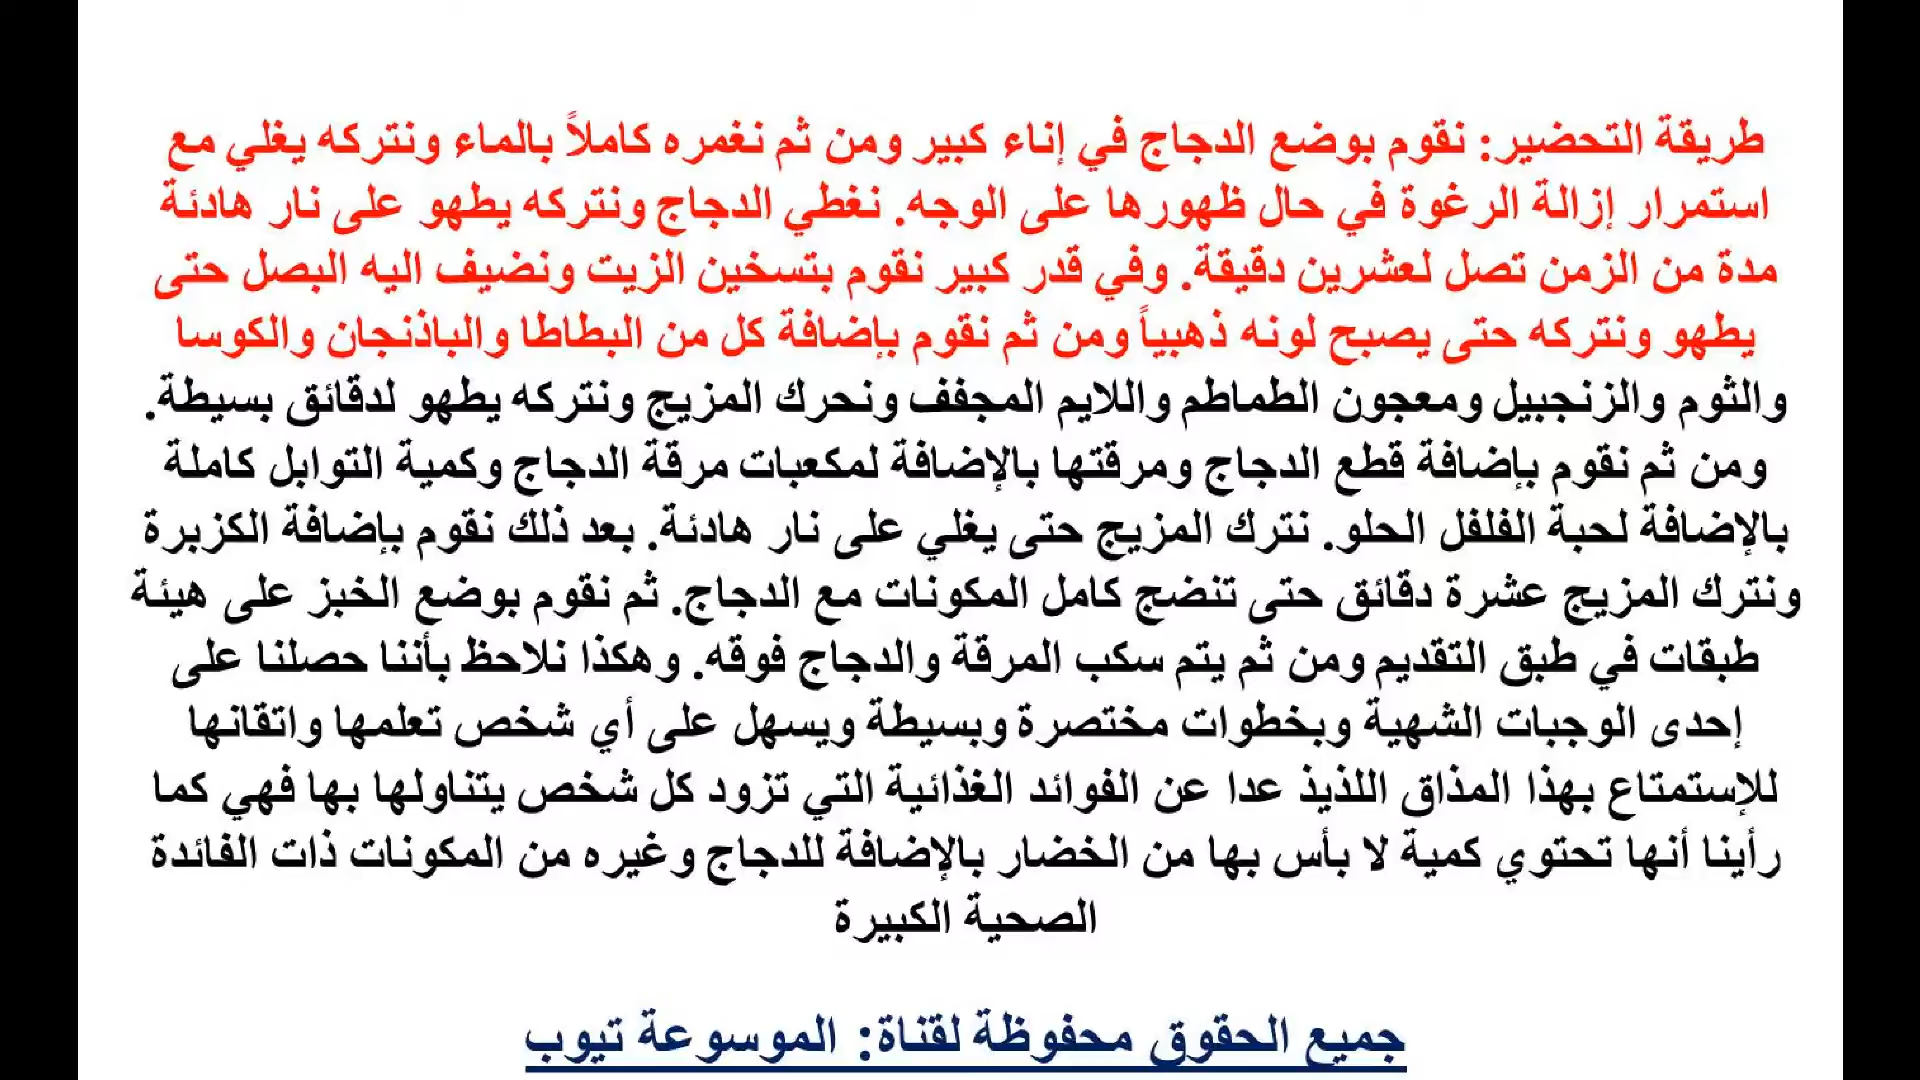 طريقة التحضير: نقوم بوضع الدجاج في إناء كبير ومن ثم نغمره كاملاً بالماء ونتركه يغلي مع
استمرار إزالة الرغوة في حال ظهورها على الوجه. نغطي الدجاج ونتركه يطهو على نار هادئة
مدة من الزمن تصل لعشرين دقيقة. وفي قدر كبير نقوم بتسخين الزيت ونضيف اليه البصل حتى
يطهو ونتركه حتى يصبح لونه ذهبياً ومن ثم نقوم بإضافة كل من البطاطا والباذنجان والكوسا
والثوم والزنجبيل ومعجون الطماطم واللايم المجفف ونحرك المزيج ونتركه يطهو لدقائق بسيطة.
ومن ثم نقوم بإضافة قطع الدجاج ومرقتها بالإضافة لمكعبات مرقة الدجاج وكمية التوابل كاملة
بالإضافة لحبة الفلفل الحلو. نترك المزيج حتى يغلي على نار هادئة. بعد ذلك نقوم بإضافة الكزبرة
ونترك المزيج عشرة دقائق حتى تنضج كامل المكونات مع الدجاج. ثم نقوم بوضع الخبز على هيئة
طبقات في طبق التقديم ومن ثم يتم سكب المرقة والدجاج فوقه. وهكذا نلاحظ بأننا حصلنا على
إحدى الوجبات الشهية وبخطوات مختصرة وبسيطة ويسهل على أي شخص تعلمها واتقانها
للإستمتاع بهذا المذاق اللذيذ عدا عن الفوائد الغذائية التي تزود كل شخص يتناولها بها فهي كما
رأينا أنها تحتوي كمية لا بأس بها من الخضار بالإضافة للدجاج وغيره من المكونات ذات الفائدة
الصحية الكبيرة
جميع الحقوق محفوظة لقناة: الموسوعة تيوب